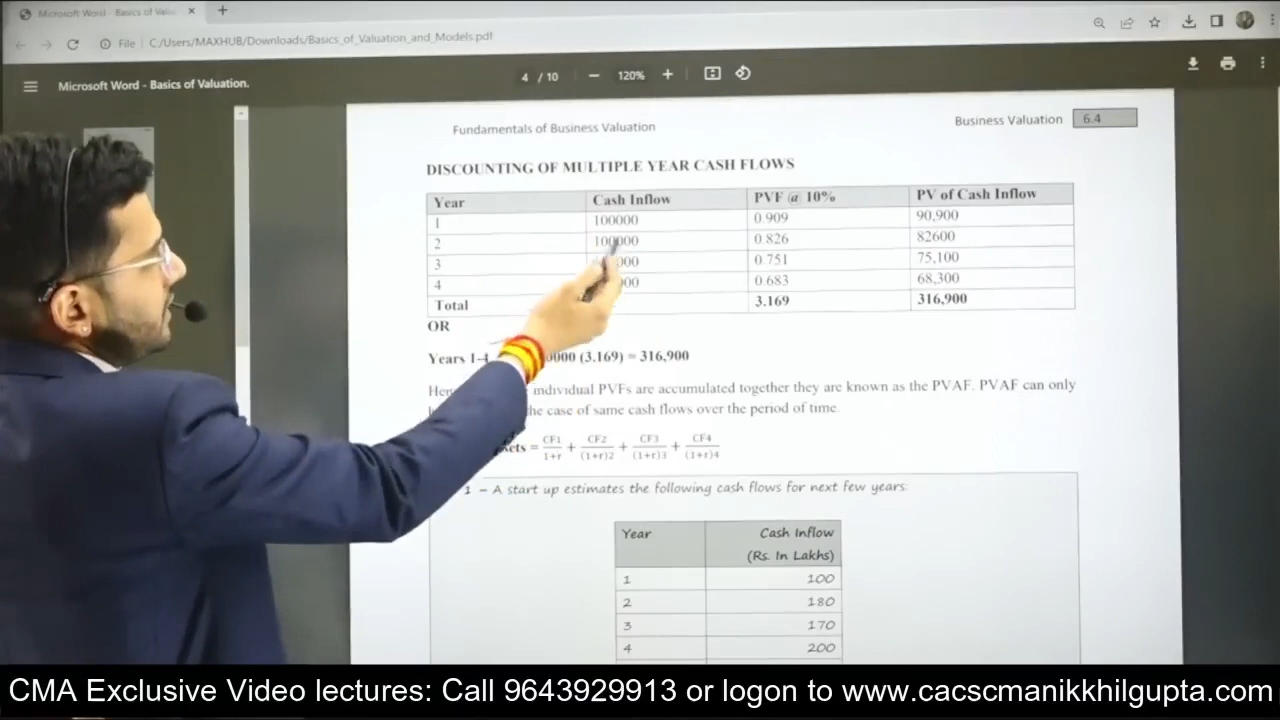 Microsoft Word - Basics of Valu
File | C:/Users/MAXHUB/Downloads/Basics_of_Valuation_and_Models.pdf
Microsoft Word - Basics of Valuation.
4 / 10 − 120% +
Fundamentals of Business Valuation Business Valuation 6.4
DISCOUNTING OF MULTIPLE YEAR CASH FLOWS
Year Cash Inflow PVF @ 10% PV of Cash Inflow
1 100000 0.909 90,900
2 100000 0.826 82600
3 000 0.751 75,100
4 000 0.683 68,300
Total 3.169 316,900
OR
Years 1-4 0000 (3.169) = 316,900
individual PVFs are accumulated together they are known as the PVAF. PVAF can only
he case of same cash flows over the period of time.
= CF1/1+r + CF2/(1+r)2 + CF3/(1+r)3 + CF4/(1+r)4
1 – A start up estimates the following cash flows for next few years:
Year Cash Inflow
(Rs. In Lakhs)
1 100
2 180
3 170
4 200
CMA Exclusive Video lectures: Call 9643929913 or logon to www.cacscmanikkhilgupta.com